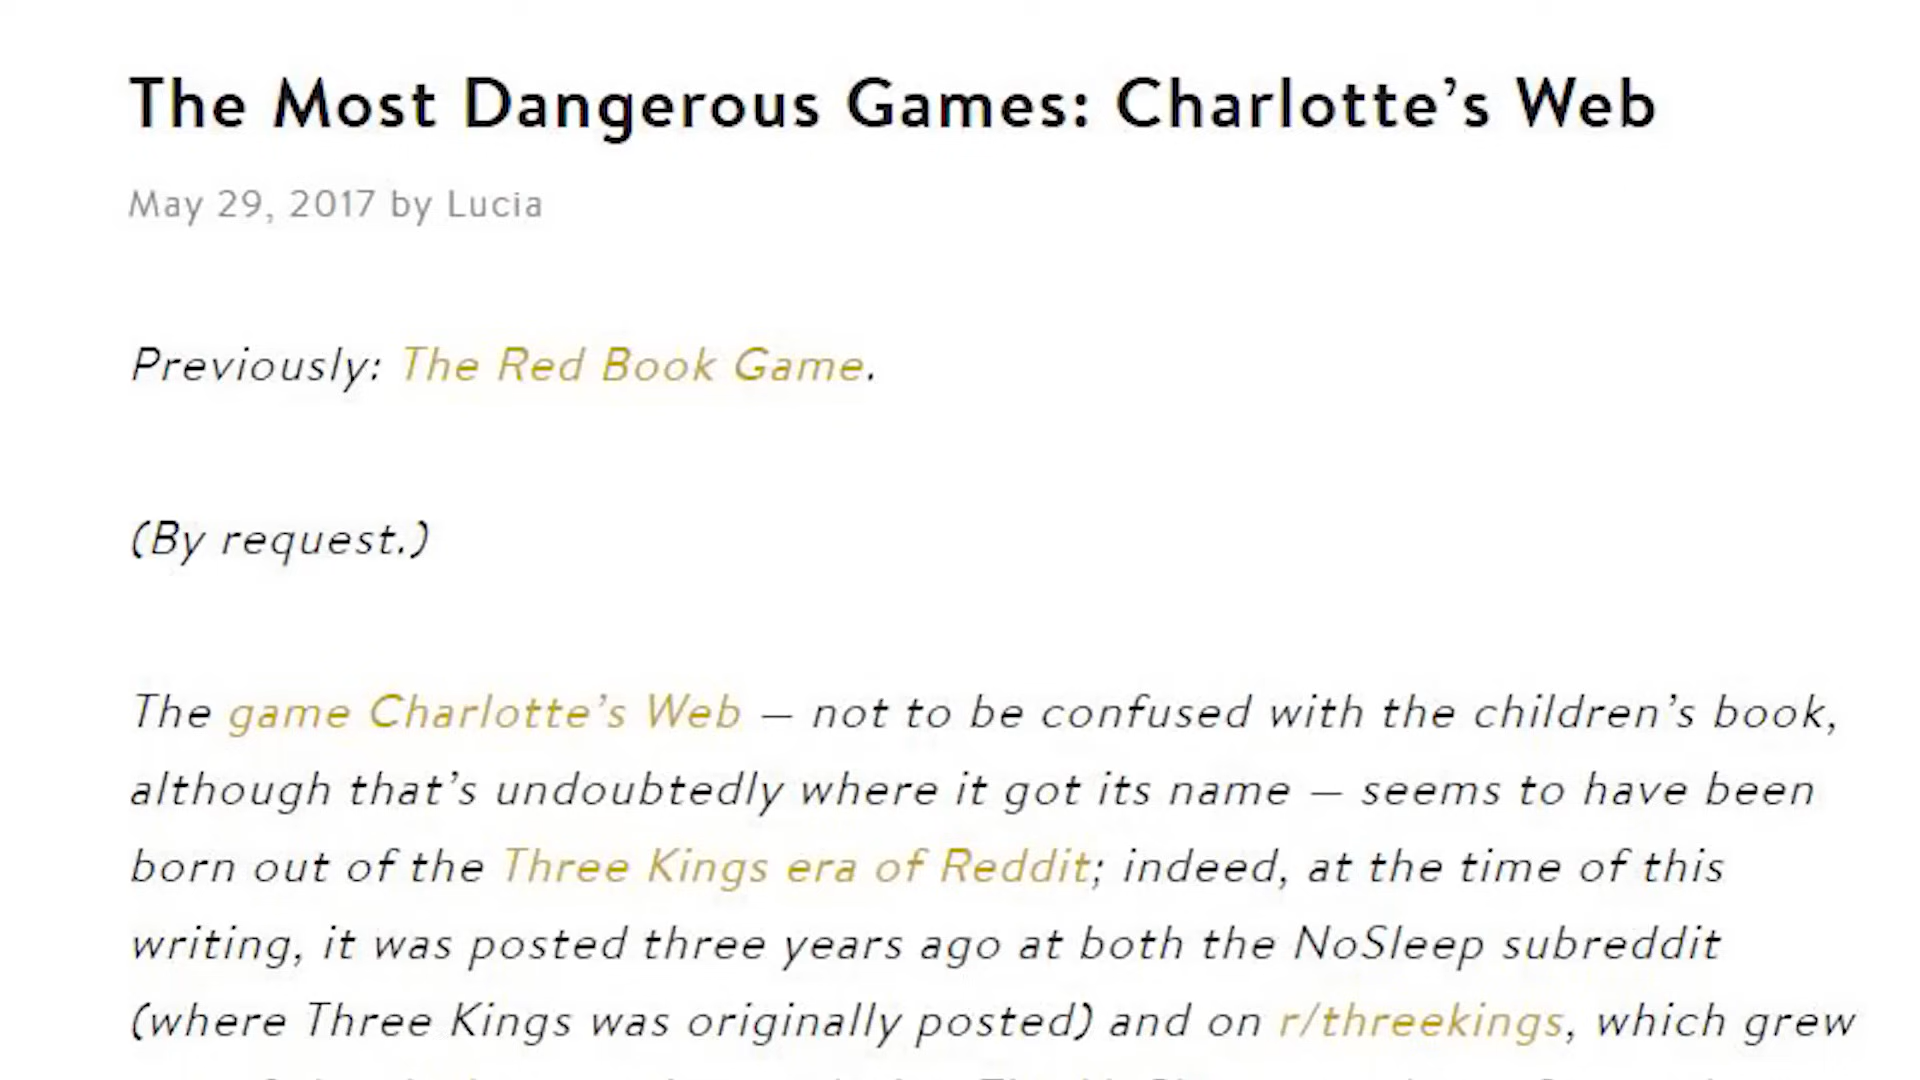 The Most Dangerous Games: Charlotte’s Web
May 29, 2017 by Lucia
Previously: The Red Book Game.
(By request.)
The game Charlotte’s Web — not to be confused with the children’s book,
although that’s undoubtedly where it got its name — seems to have been
born out of the Three Kings era of Reddit; indeed, at the time of this
writing, it was posted three years ago at both the NoSleep subreddit
(where Three Kings was originally posted) and on r/threekings, which grew